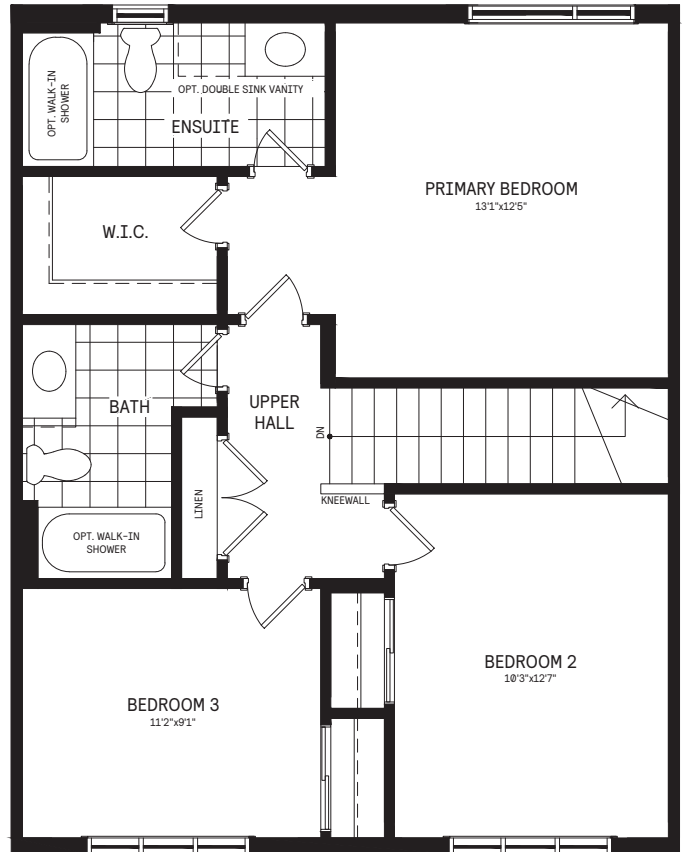 OPT. WALK-IN
SHOWER
OPT. DOUBLE SINK VANITY
ENSUITE
PRIMARY BEDROOM
13'1"x12'5"
W.I.C.
BATH
UPPER
HALL
DN
LINEN
KNEEWALL
OPT. WALK-IN
SHOWER
BEDROOM 2
10'3"x12'7"
BEDROOM 3
11'2"x9'1"